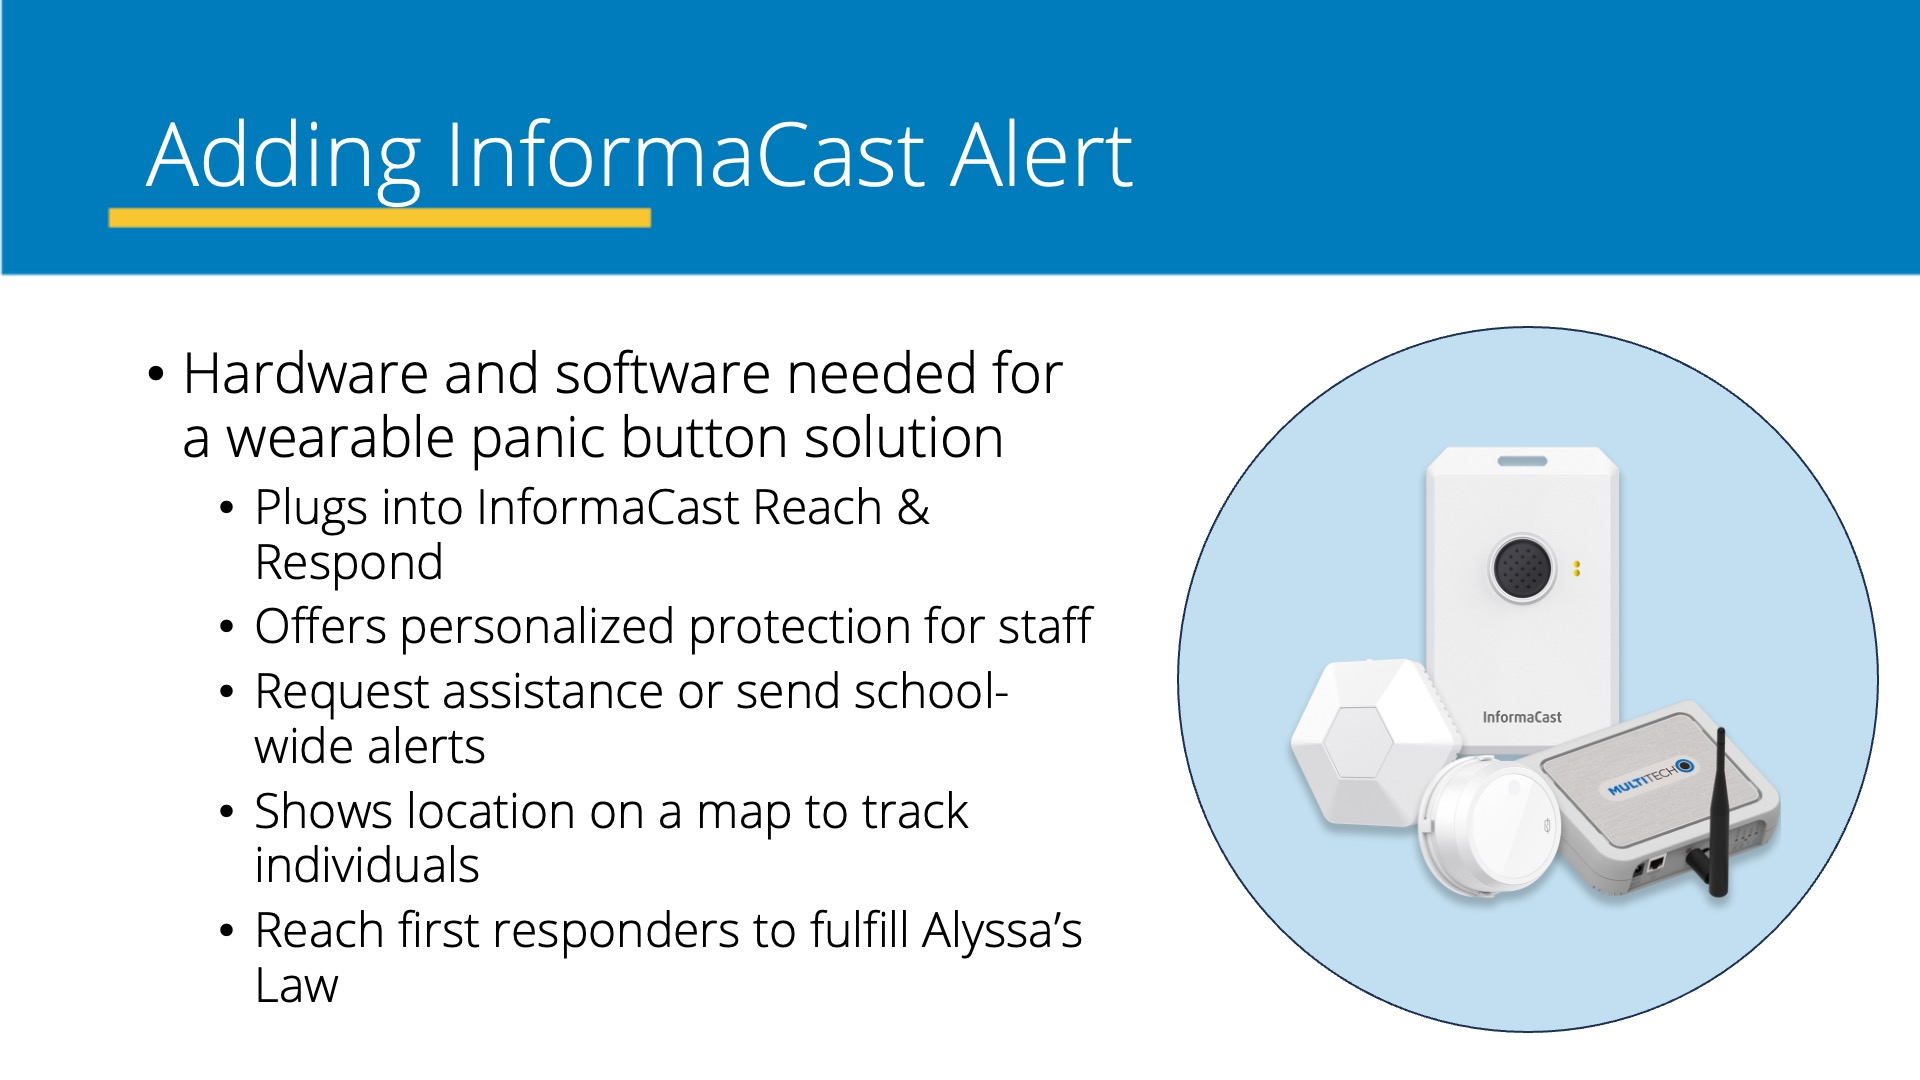 Adding InformaCast Alert
• Hardware and software needed for
a wearable panic button solution
• Plugs into InformaCast Reach &
Respond
• Offers personalized protection for staff
• Request assistance or send school-
wide alerts
• Shows location on a map to track
individuals
• Reach first responders to fulfill Alyssa’s
Law
InformaCast
MULTITECH